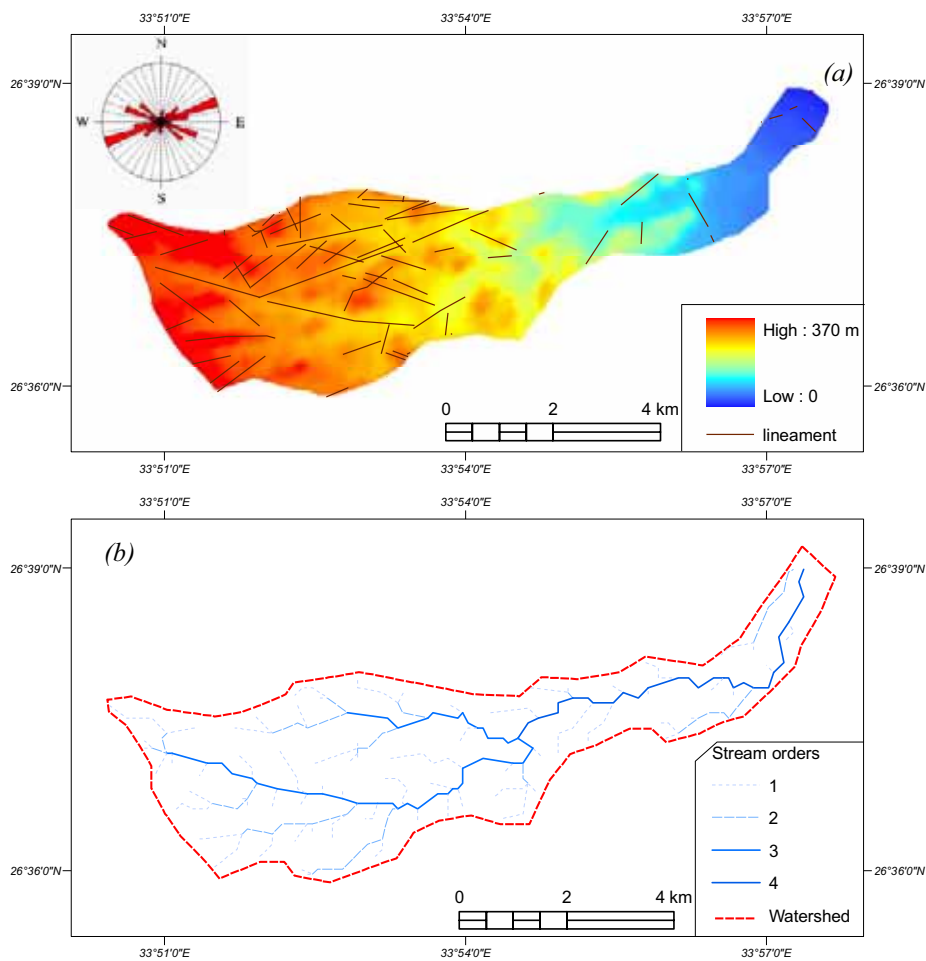 33°51'0"E 33°54'0"E 33°57'0"E
26°39'0"N 26°39'0"N
(a)
N
W E
S
High : 370 m
Low : 0
lineament
0 2 4 km
26°36'0"N 26°36'0"N
33°51'0"E 33°54'0"E 33°57'0"E
33°51'0"E 33°54'0"E 33°57'0"E
(b)
26°39'0"N 26°39'0"N
Stream orders
1
2
3
4
Watershed
0 2 4 km
26°36'0"N 26°36'0"N
33°51'0"E 33°54'0"E 33°57'0"E